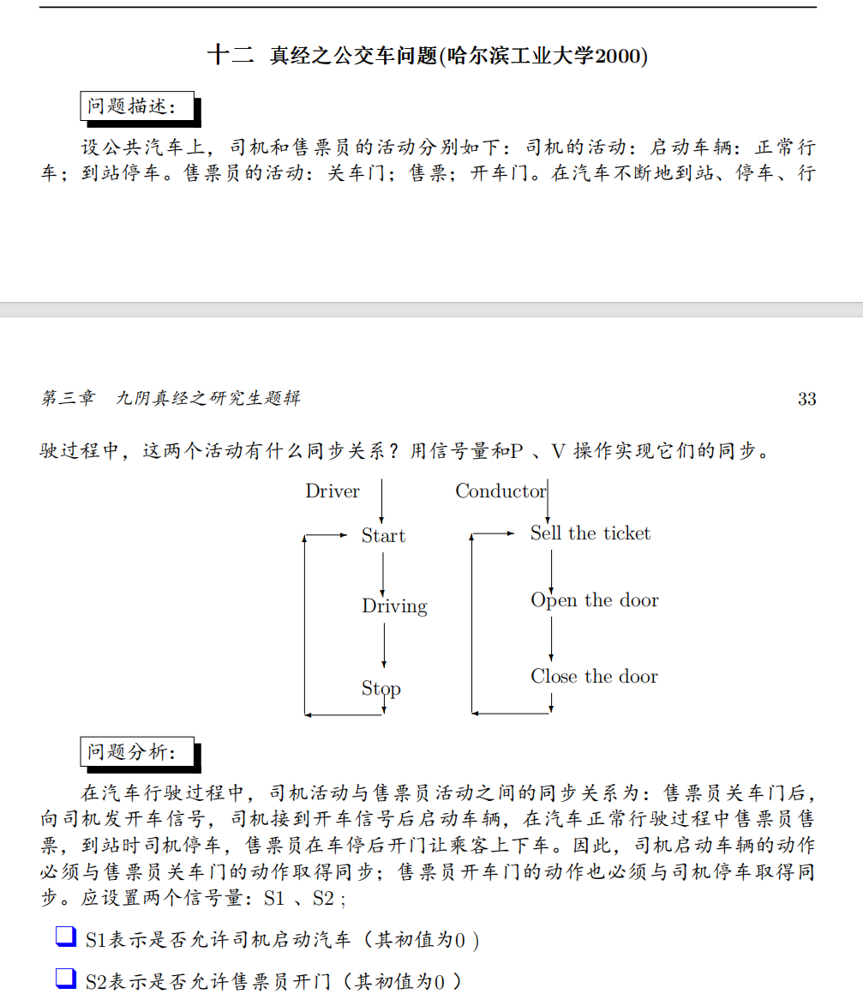 十二 真经之公交车问题(哈尔滨工业大学2000)
问题描述：
设公共汽车上，司机和售票员的活动分别如下：司机的活动：启动车辆：正常行
车；到站停车。售票员的活动：关车门；售票；开车门。在汽车不断地到站、停车、行
第三章 九阴真经之研究生题辑 33
驶过程中，这两个活动有什么同步关系？用信号量和P 、V 操作实现它们的同步。
Driver Conductor
Start Sell the ticket
Driving Open the door
Stop Close the door
问题分析：
在汽车行驶过程中，司机活动与售票员活动之间的同步关系为：售票员关车门后，
向司机发开车信号，司机接到开车信号后启动车辆，在汽车正常行驶过程中售票员售
票，到站时司机停车，售票员在车停后开门让乘客上下车。因此，司机启动车辆的动作
必须与售票员关车门的动作取得同步；售票员开车门的动作也必须与司机停车取得同
步。应设置两个信号量：S1 、S2 ;
S1表示是否允许司机启动汽车（其初值为0 )
S2表示是否允许售票员开门（其初值为0 ）